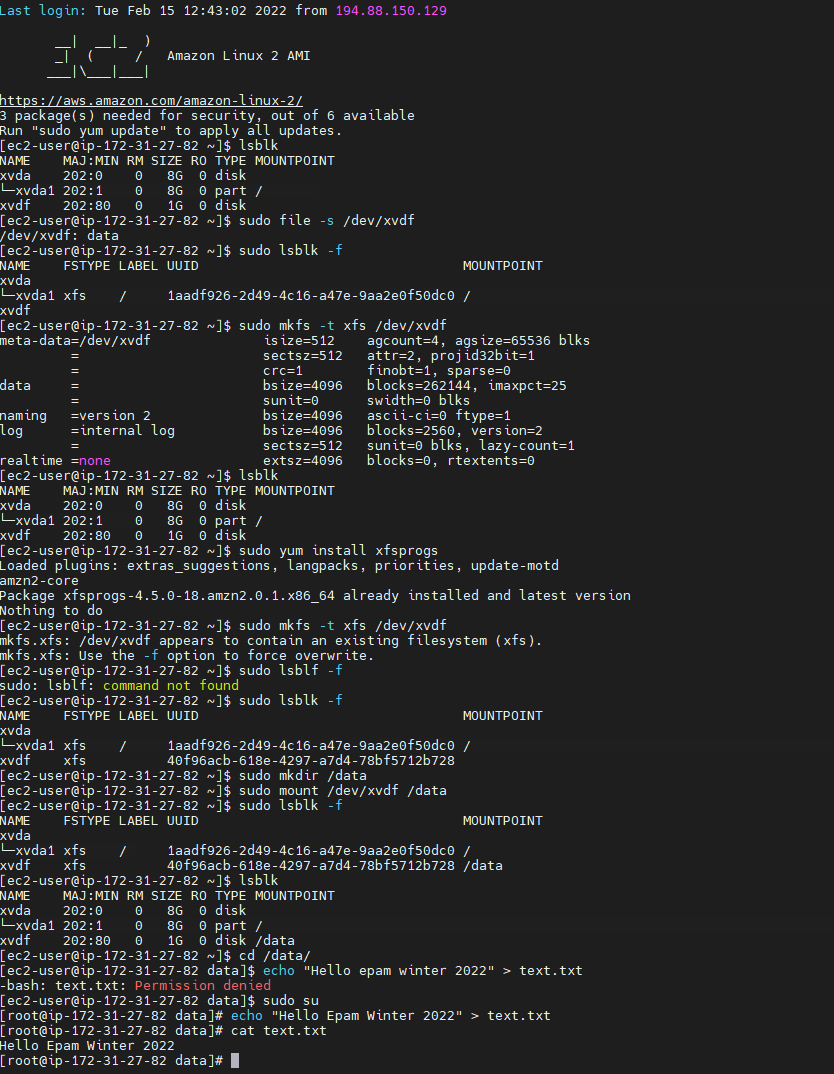 Last login: Tue Feb 15 12:43:02 2022 from 194.88.150.129
       __|  __|_  )
       _|  (     /   Amazon Linux 2 AMI
      ___|\___|___|
https://aws.amazon.com/amazon-linux-2/
3 package(s) needed for security, out of 6 available
Run "sudo yum update" to apply all updates.
[ec2-user@ip-172-31-27-82 ~]$ lsblk
NAME    MAJ:MIN RM SIZE RO TYPE MOUNTPOINT
xvda    202:0    0   8G  0 disk
└─xvda1 202:1    0   8G  0 part /
xvdf    202:80   0   1G  0 disk
[ec2-user@ip-172-31-27-82 ~]$ sudo file -s /dev/xvdf
/dev/xvdf: data
[ec2-user@ip-172-31-27-82 ~]$ sudo lsblk -f
NAME    FSTYPE LABEL UUID                                 MOUNTPOINT
xvda
└─xvda1 xfs    /     1aadf926-2d49-4c16-a47e-9aa2e0f50dc0 /
xvdf
[ec2-user@ip-172-31-27-82 ~]$ sudo mkfs -t xfs /dev/xvdf
meta-data=/dev/xvdf              isize=512    agcount=4, agsize=65536 blks
         =                       sectsz=512   attr=2, projid32bit=1
         =                       crc=1        finobt=1, sparse=0
data     =                       bsize=4096   blocks=262144, imaxpct=25
         =                       sunit=0      swidth=0 blks
naming   =version 2              bsize=4096   ascii-ci=0 ftype=1
log      =internal log           bsize=4096   blocks=2560, version=2
         =                       sectsz=512   sunit=0 blks, lazy-count=1
realtime =none                   extsz=4096   blocks=0, rtextents=0
[ec2-user@ip-172-31-27-82 ~]$ lsblk
NAME    MAJ:MIN RM SIZE RO TYPE MOUNTPOINT
xvda    202:0    0   8G  0 disk
└─xvda1 202:1    0   8G  0 part /
xvdf    202:80   0   1G  0 disk
[ec2-user@ip-172-31-27-82 ~]$ sudo yum install xfsprogs
Loaded plugins: extras_suggestions, langpacks, priorities, update-motd
amzn2-core
Package xfsprogs-4.5.0-18.amzn2.0.1.x86_64 already installed and latest version
Nothing to do
[ec2-user@ip-172-31-27-82 ~]$ sudo mkfs -t xfs /dev/xvdf
mkfs.xfs: /dev/xvdf appears to contain an existing filesystem (xfs).
mkfs.xfs: Use the -f option to force overwrite.
[ec2-user@ip-172-31-27-82 ~]$ sudo lsblf -f
sudo: lsblf: command not found
[ec2-user@ip-172-31-27-82 ~]$ sudo lsblk -f
NAME    FSTYPE LABEL UUID                                 MOUNTPOINT
xvda
└─xvda1 xfs    /     1aadf926-2d49-4c16-a47e-9aa2e0f50dc0 /
xvdf    xfs          40f96acb-618e-4297-a7d4-78bf5712b728
[ec2-user@ip-172-31-27-82 ~]$ sudo mkdir /data
[ec2-user@ip-172-31-27-82 ~]$ sudo mount /dev/xvdf /data
[ec2-user@ip-172-31-27-82 ~]$ sudo lsblk -f
NAME    FSTYPE LABEL UUID                                 MOUNTPOINT
xvda
└─xvda1 xfs    /     1aadf926-2d49-4c16-a47e-9aa2e0f50dc0 /
xvdf    xfs          40f96acb-618e-4297-a7d4-78bf5712b728 /data
[ec2-user@ip-172-31-27-82 ~]$ lsblk
NAME    MAJ:MIN RM SIZE RO TYPE MOUNTPOINT
xvda    202:0    0   8G  0 disk
└─xvda1 202:1    0   8G  0 part /
xvdf    202:80   0   1G  0 disk /data
[ec2-user@ip-172-31-27-82 ~]$ cd /data/
[ec2-user@ip-172-31-27-82 data]$ echo "Hello epam winter 2022" > text.txt
-bash: text.txt: Permission denied
[ec2-user@ip-172-31-27-82 data]$ sudo su
[root@ip-172-31-27-82 data]# echo "Hello Epam Winter 2022" > text.txt
[root@ip-172-31-27-82 data]# cat text.txt
Hello Epam Winter 2022
[root@ip-172-31-27-82 data]#